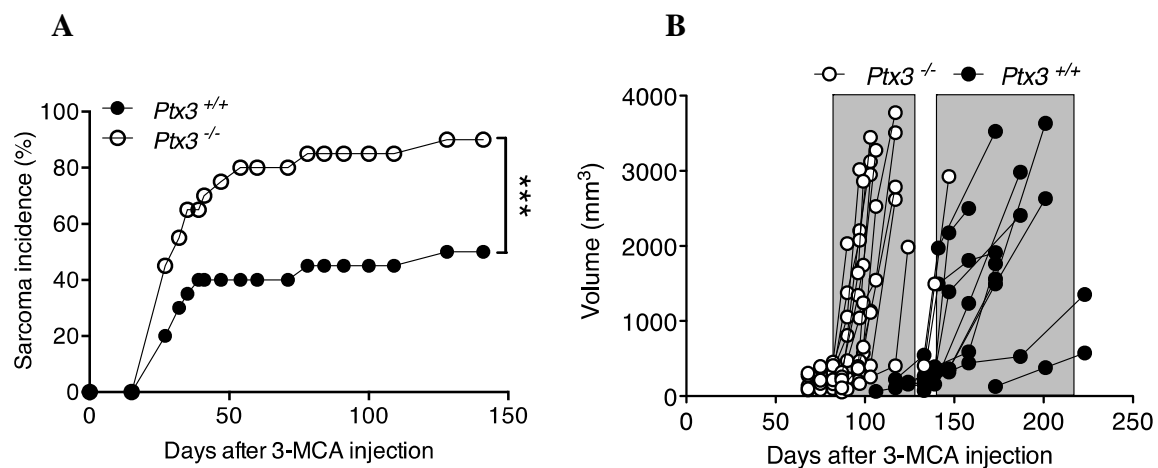 A
Ptx3 +/+
Ptx3 -/-
Sarcoma incidence (%)
100
80
60
40
20
0
***
0 50 100 150
Days after 3-MCA injection
B
Ptx3 -/- Ptx3 +/+
Volume (mm3)
4000
3000
2000
1000
0
0 50 100 150 200 250
Days after 3-MCA injection